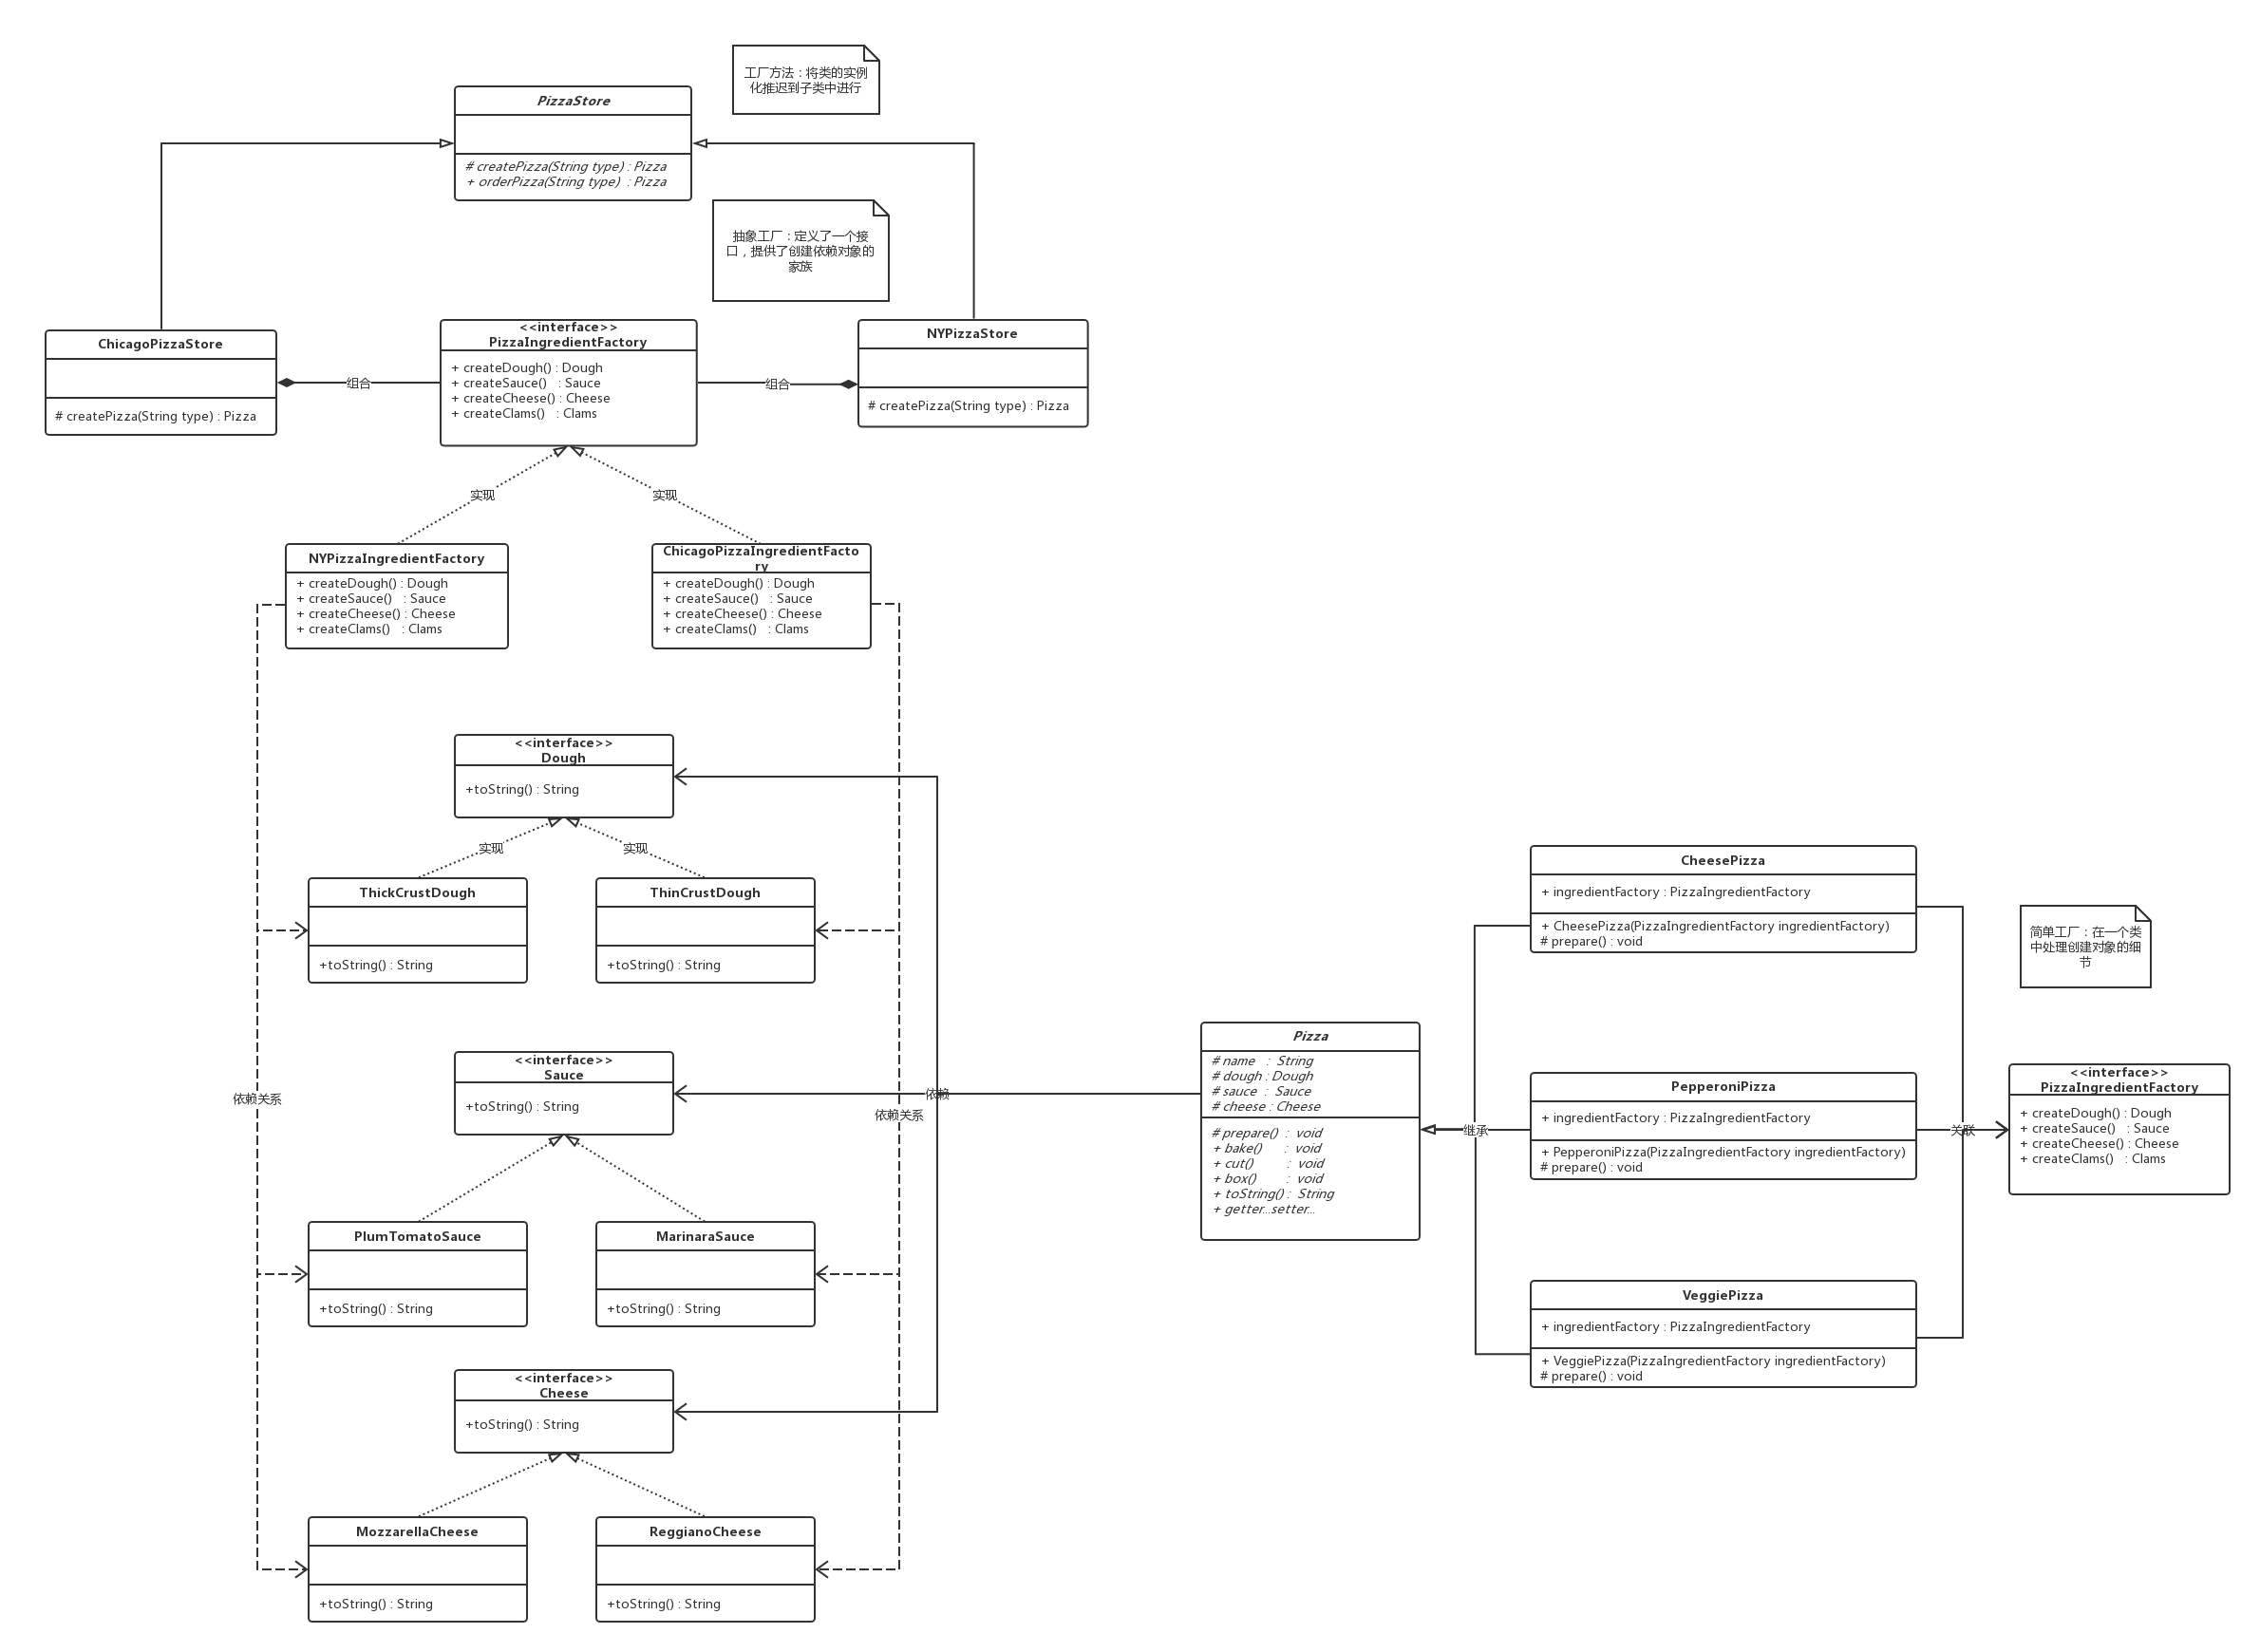 工厂方法：将类的实例
化推迟到子类中进行
PizzaStore
# createPizza(String type) : Pizza
+ orderPizza(String type)  : Pizza
抽象工厂：定义了一个接
口，提供了创建依赖对象的
家族
ChicagoPizzaStore
# createPizza(String type) : Pizza
组合
<<interface>>
PizzaIngredientFactory
+ createDough() : Dough
+ createSauce()   : Sauce
+ createCheese() : Cheese
+ createClams()   : Clams
组合
NYPizzaStore
# createPizza(String type) : Pizza
实现
实现
NYPizzaIngredientFactory
+ createDough() : Dough
+ createSauce()   : Sauce
+ createCheese() : Cheese
+ createClams()   : Clams
ChicagoPizzaIngredientFacto
ry
+ createDough() : Dough
+ createSauce()   : Sauce
+ createCheese() : Cheese
+ createClams()   : Clams
<<interface>>
Dough
+toString() : String
实现
实现
ThickCrustDough
+toString() : String
ThinCrustDough
+toString() : String
<<interface>>
Sauce
+toString() : String
依赖关系
依赖
依赖关系
PlumTomatoSauce
+toString() : String
MarinaraSauce
+toString() : String
<<interface>>
Cheese
+toString() : String
MozzarellaCheese
+toString() : String
ReggianoCheese
+toString() : String
Pizza
# name   :  String
# dough : Dough
# sauce  :  Sauce
# cheese : Cheese
# prepare()  :  void
+ bake()      :  void
+ cut()         :  void
+ box()        :  void
+ toString() :  String
+ getter...setter...
继承
CheesePizza
+ ingredientFactory : PizzaIngredientFactory
+ CheesePizza(PizzaIngredientFactory ingredientFactory)
# prepare() : void
PepperoniPizza
+ ingredientFactory : PizzaIngredientFactory
+ PepperoniPizza(PizzaIngredientFactory ingredientFactory)
# prepare() : void
VeggiePizza
+ ingredientFactory : PizzaIngredientFactory
+ VeggiePizza(PizzaIngredientFactory ingredientFactory)
# prepare() : void
关联
简单工厂：在一个类
中处理创建对象的细
节
<<interface>>
PizzaIngredientFactory
+ createDough() : Dough
+ createSauce()   : Sauce
+ createCheese() : Cheese
+ createClams()   : Clams